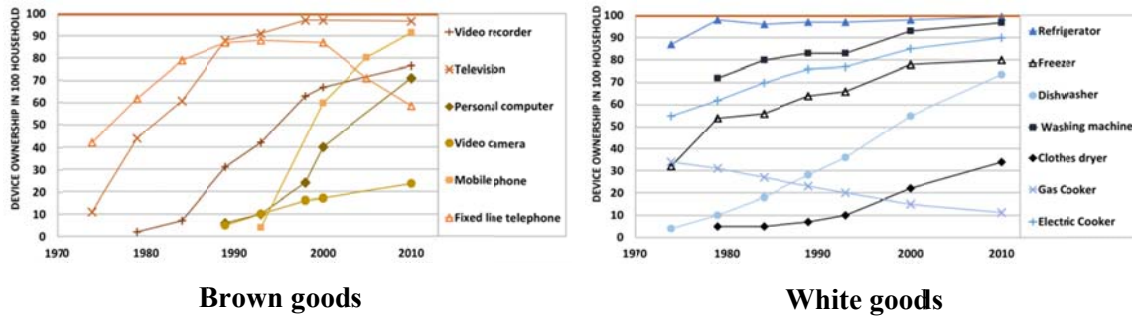 DEVICE OWNERSHIP IN 100 HOUSEHOLD
100
90
80
70
60
50
40
30
20
10
0
1970 1980 1990 2000 2010
Video recorder
Television
Personal computer
Video camera
Mobile phone
Fixed line telephone
Brown goods
DEVICE OWNERSHIP IN 100 HOUSEHOLD
100
90
80
70
60
50
40
30
20
10
0
1970 1980 1990 2000 2010
Refrigerator
Freezer
Dishwasher
Washing machine
Clothes dryer
Gas Cooker
Electric Cooker
White goods